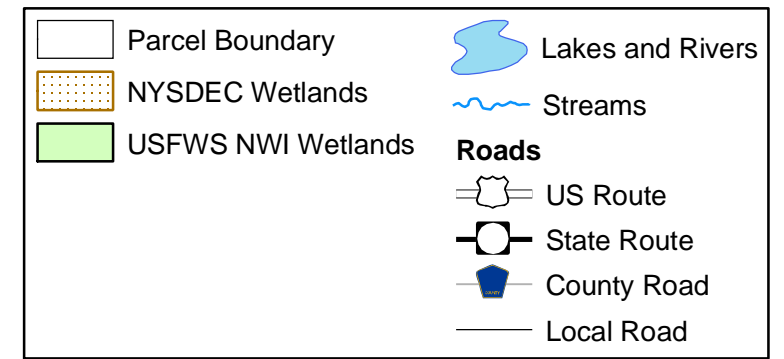 Parcel Boundary
NYSDEC Wetlands
USFWS NWI Wetlands
Lakes and Rivers
Streams
Roads
US Route
State Route
COUNTY
County Road
Local Road